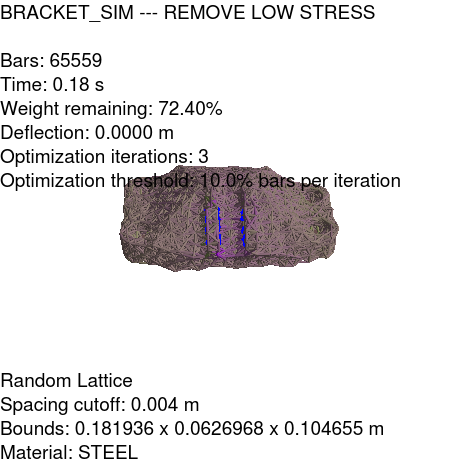 BRACKET_SIM --- REMOVE LOW STRESS
Bars: 65559
Time: 0.18 s
Weight remaining: 72.40%
Deflection: 0.0000 m
Optimization iterations: 3
Optimization threshold: 10.0% bars per iteration
Random Lattice
Spacing cutoff: 0.004 m
Bounds: 0.181936 x 0.0626968 x 0.104655 m
Material: STEEL